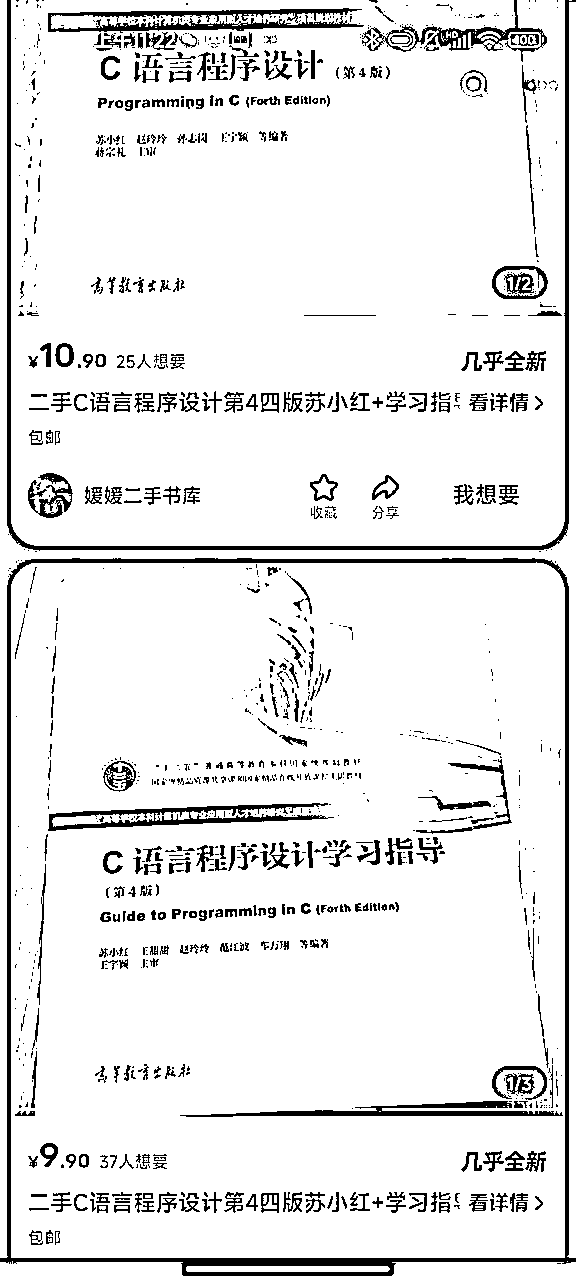 上午11:22
C 语言程序设计（第4版）
Programming in C (Forth Edition)
苏小红 赵玲玲 孙志岗 王宇颖 等编著
蒋宗礼 主审
高等教育出版社
1/2
¥10.90 25人想要 几乎全新
二手C语言程序设计第4四版苏小红+学习指 看详情
包邮
媛媛二手书库 收藏 分享 我想要
C 语言程序设计学习指导
（第4版）
Guide to Programming in C (Forth Edition)
苏小红 王甜甜 赵玲玲 范江波 车万翔 等编著
王宇颖 主审
高等教育出版社
1/3
¥9.90 37人想要 几乎全新
二手C语言程序设计第4四版苏小红+学习指 看详情
包邮